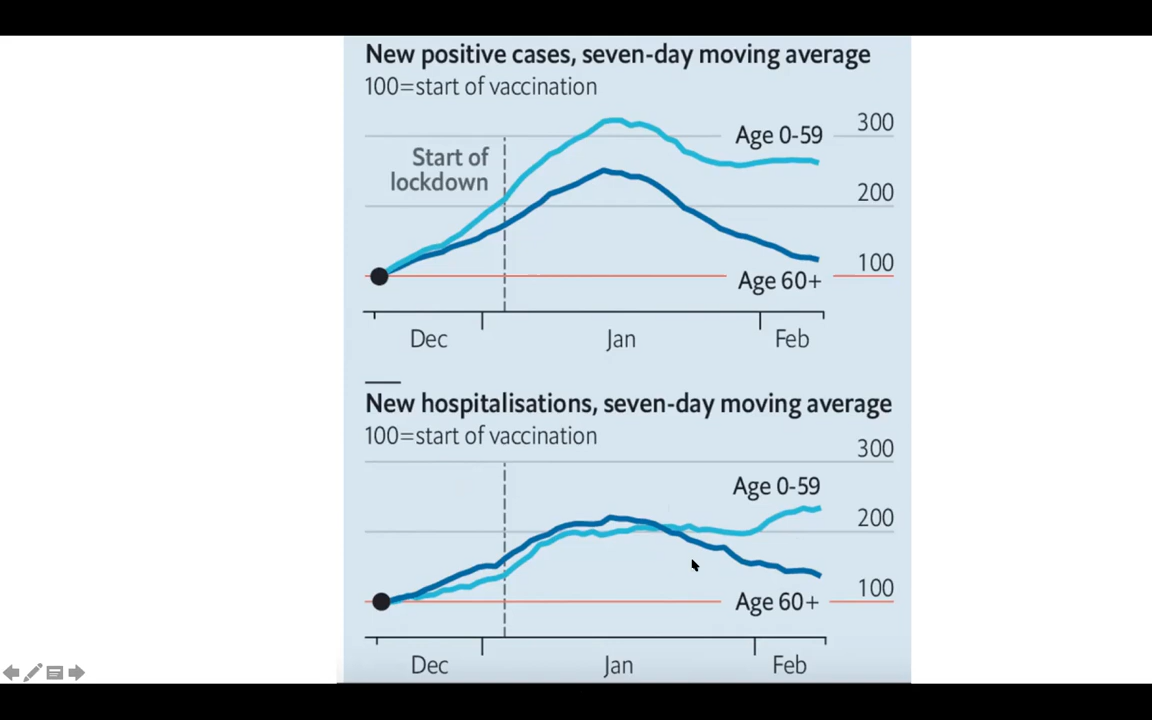 New positive cases, seven-day moving average
100=start of vaccination
300
Age 0-59
Start of
lockdown
200
100
Age 60+
Dec
Jan
Feb
New hospitalisations, seven-day moving average
100=start of vaccination
300
Age 0-59
200
100
Age 60+
Dec
Jan
Feb